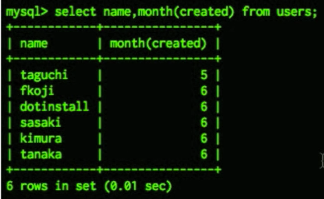 mysql> select name,month(created) from users;
+------------+----------------+
| name       | month(created) |
+------------+----------------+
| taguchi    |              5 |
| fkoji      |              6 |
| dotinstall |              6 |
| sasaki     |              6 |
| kimura     |              6 |
| tanaka     |              6 |
+------------+----------------+
6 rows in set (0.01 sec)